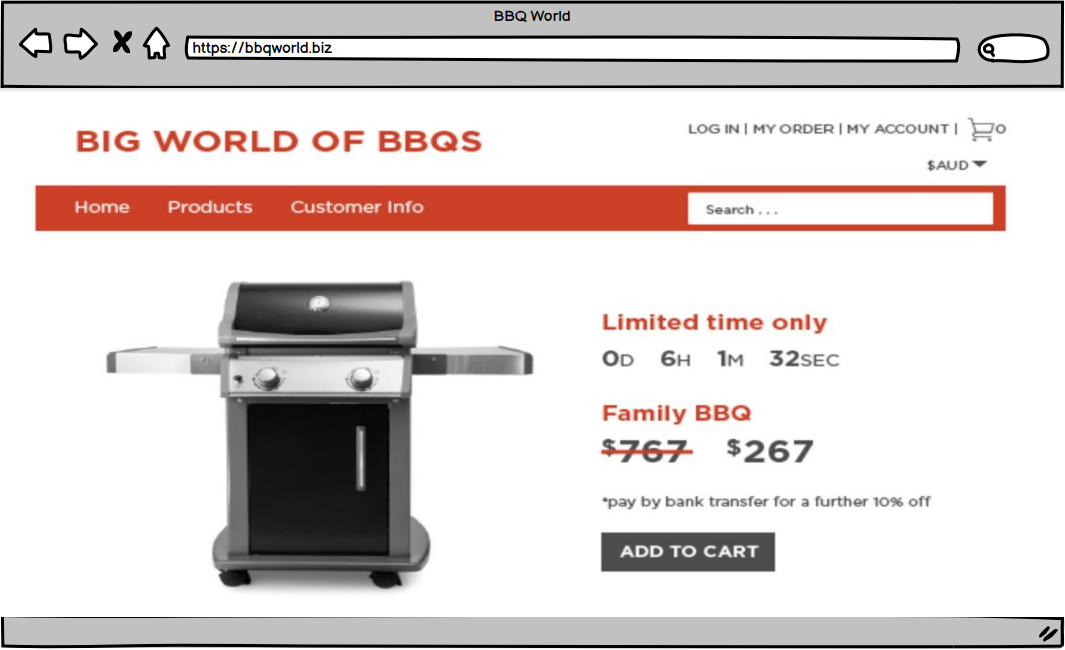 BBQ World
https://bbqworld.biz
BIG WORLD OF BBQS
LOG IN | MY ORDER | MY ACCOUNT | 0
$AUD
Home Products Customer Info Search . . .
Limited time only
0D 6H 1M 32SEC
Family BBQ
$767 $267
*pay by bank transfer for a further 10% off
ADD TO CART